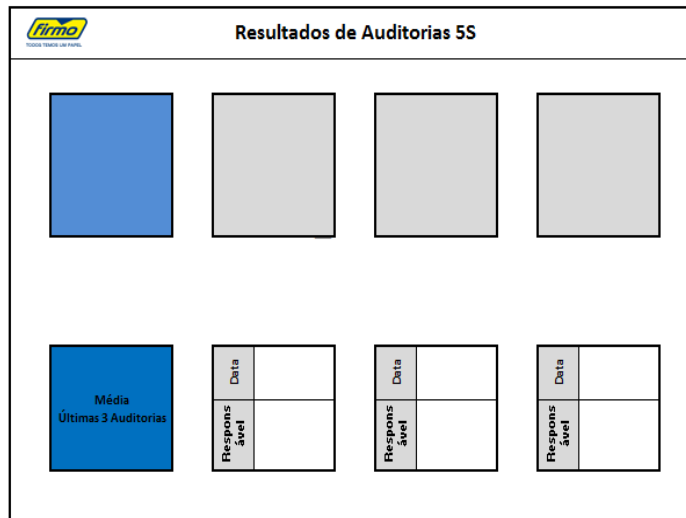 firmo
TODOS TEMOS UM PAPEL
Resultados de Auditorias 5S
Média
Últimas 3 Auditorias
Data
Respons
ável
Data
Respons
ável
Data
Respons
ável